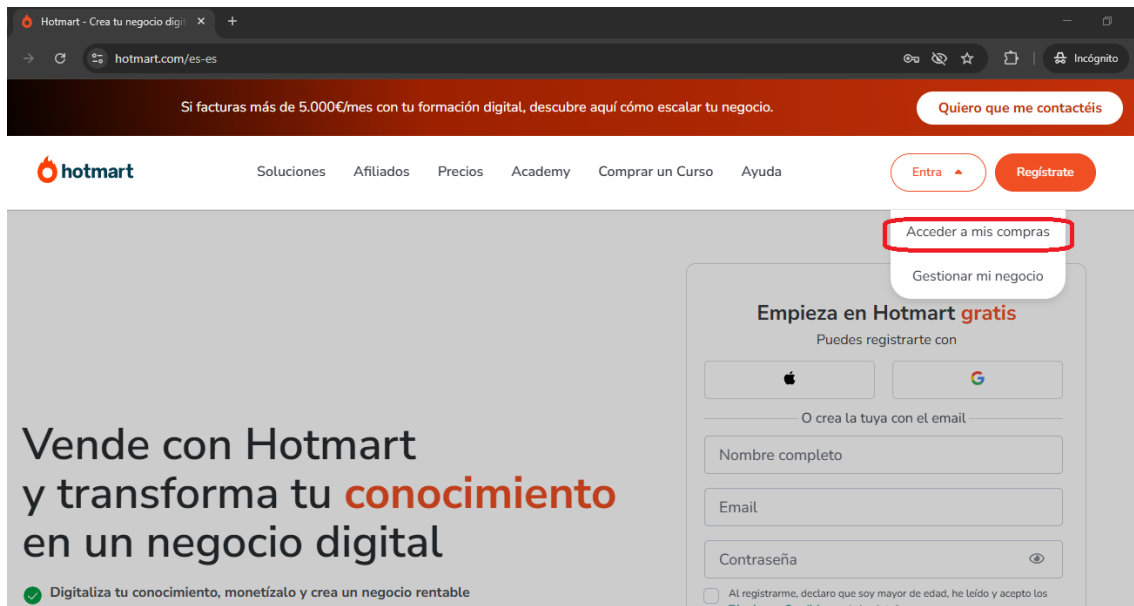 Hotmart - Crea tu negocio digit
hotmart.com/es-es
Incógnito
Si facturas más de 5.000€/mes con tu formación digital, descubre aquí cómo escalar tu negocio.
Quiero que me contactéis
hotmart
Soluciones Afiliados Precios Academy Comprar un Curso Ayuda
Entra
Regístrate
Acceder a mis compras
Gestionar mi negocio
Empieza en Hotmart gratis
Puedes registrarte con
O crea la tuya con el email
Nombre completo
Email
Contraseña
Al registrarme, declaro que soy mayor de edad, he leído y acepto los
Vende con Hotmart
y transforma tu conocimiento
en un negocio digital
Digitaliza tu conocimiento, monetízalo y crea un negocio rentable